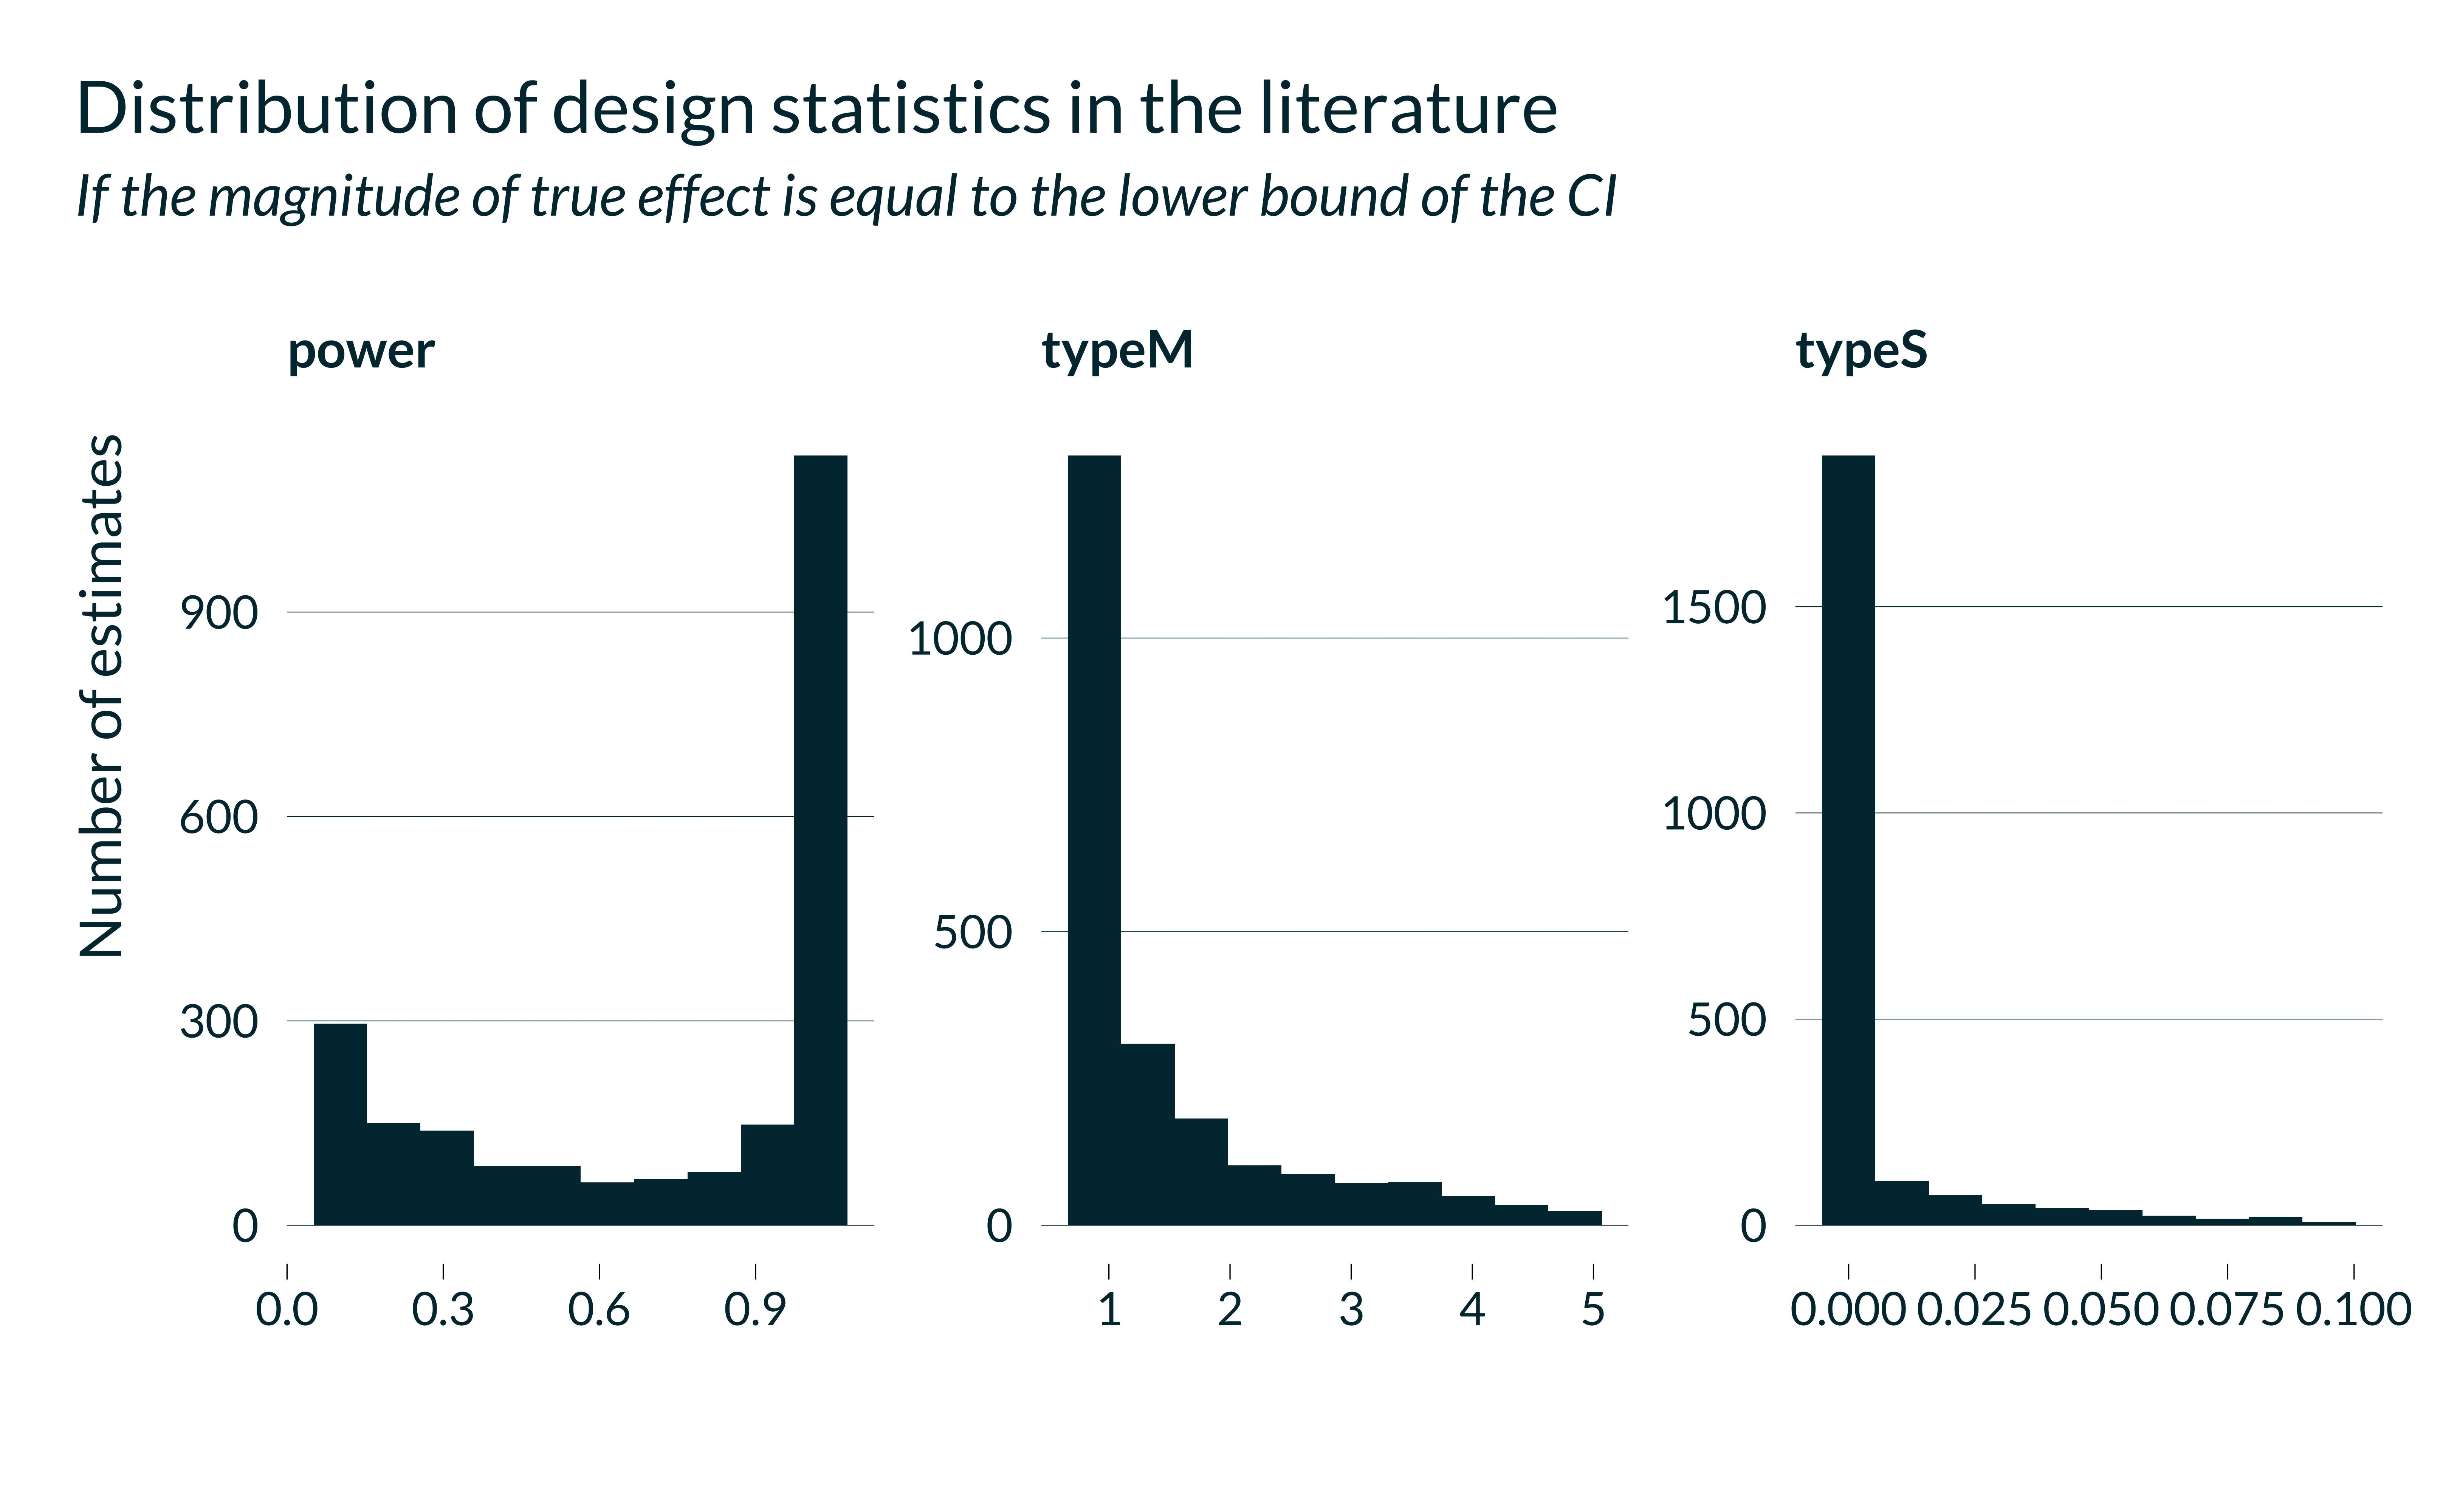 Distribution of design statistics in the literature
If the magnitude of true effect is equal to the lower bound of the CI
power
typeM
typeS
Number of estimates
900
600
300
0
0.0 0.3 0.6 0.9
1000
500
0
1 2 3 4 5
1500
1000
500
0
0.000 0.025 0.050 0.075 0.100